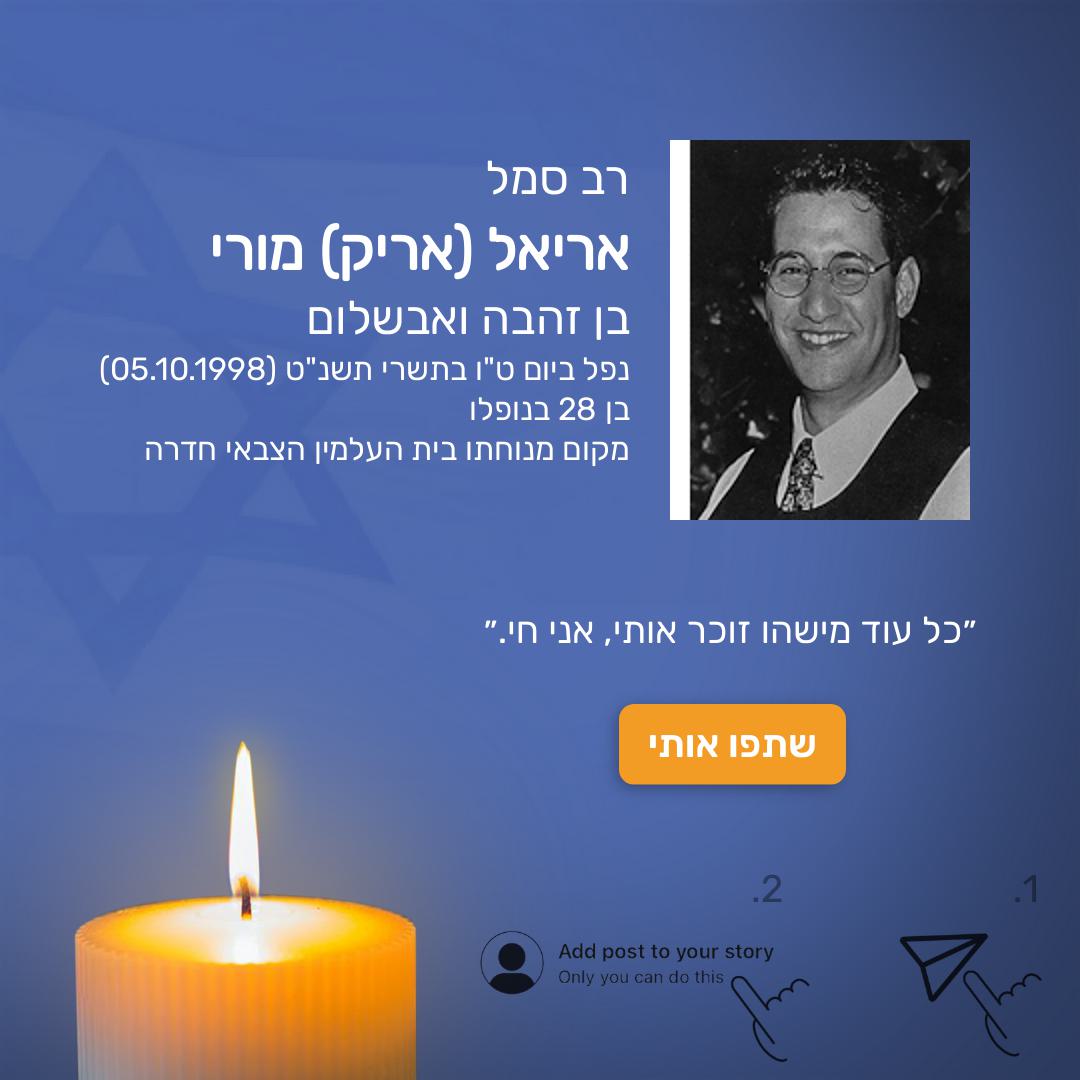 רב סמל
אריאל (אריק) מורי
בן זהבה ואבשלום
נפל ביום ט"ו בתשרי תשנ"ט (05.10.1998)
בן 28 בנופלו
מקום מנוחתו בית העלמין הצבאי חדרה
״כל עוד מישהו זוכר אותי, אני חי.״
שתפו אותי
.1
.2
Add post to your story
Only you can do this